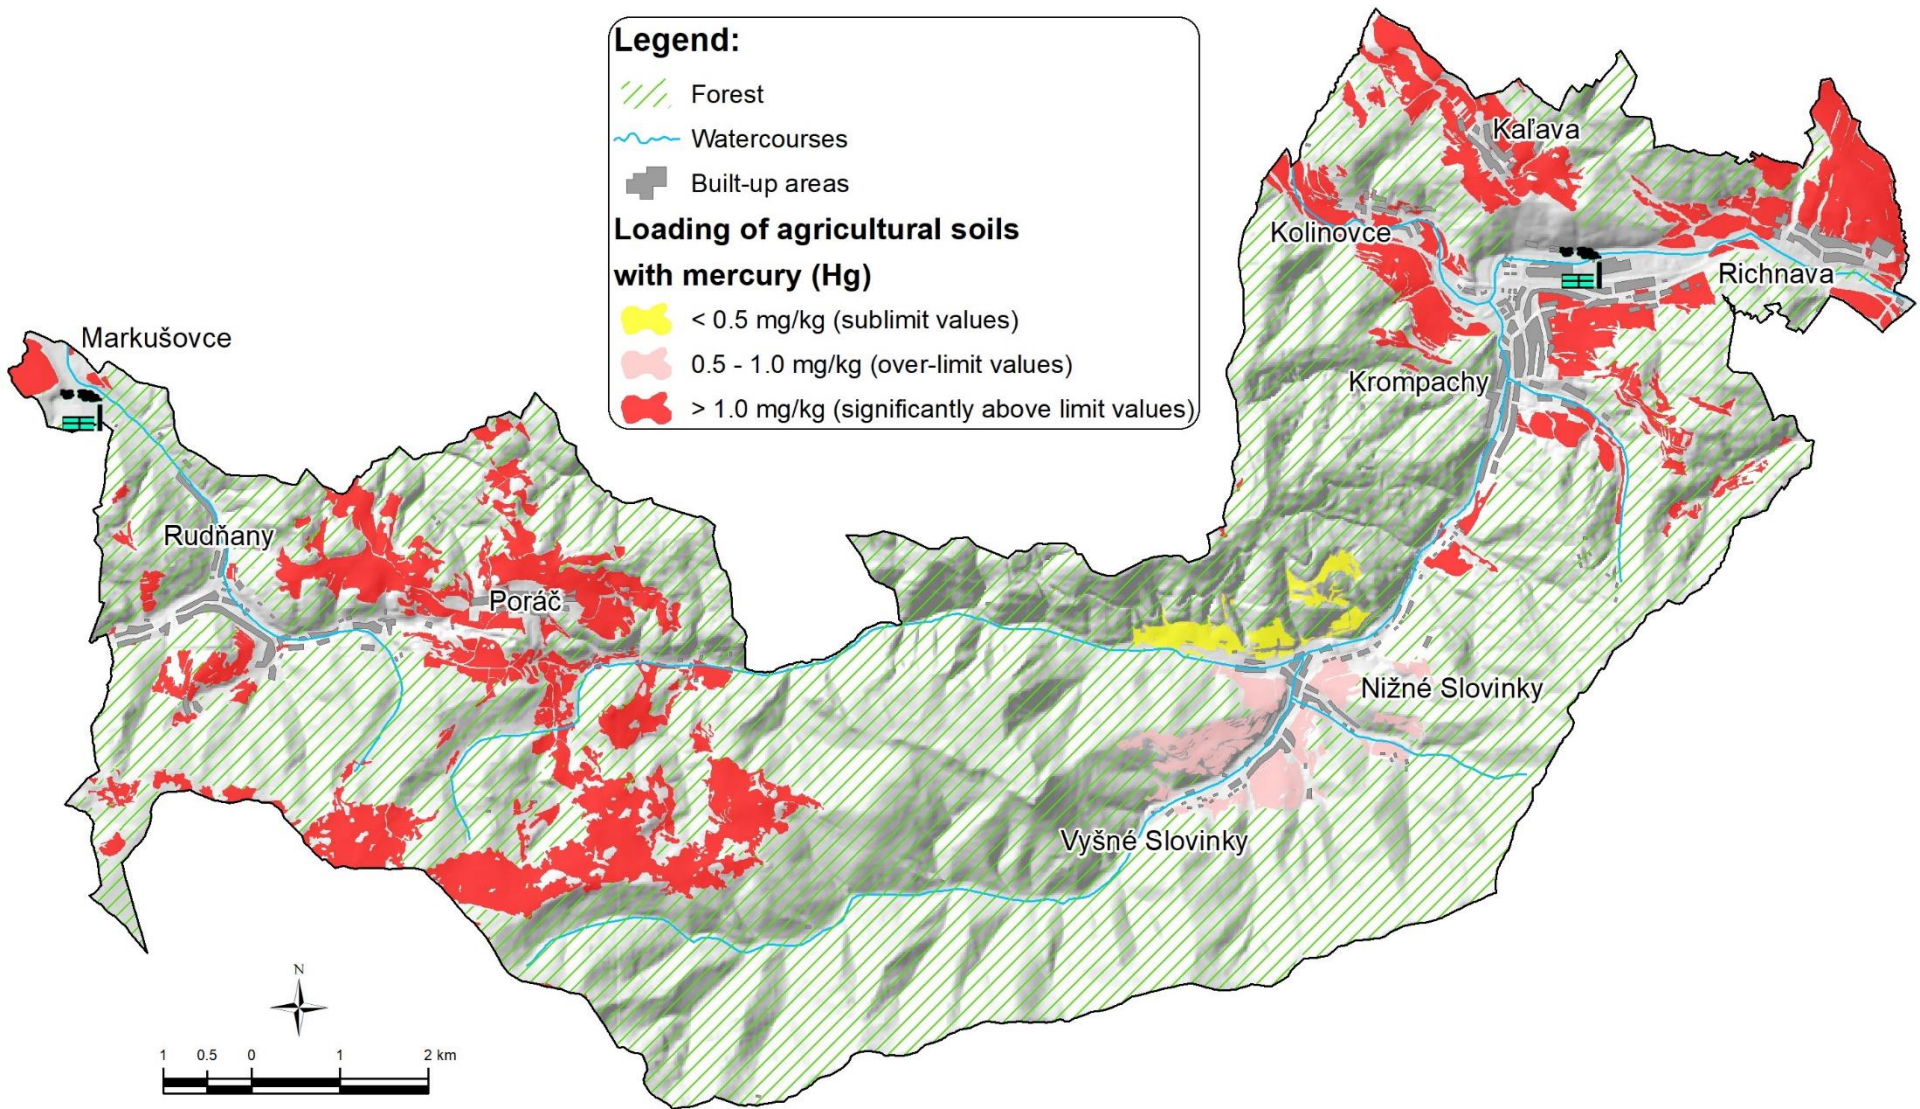 Legend:
Forest
Watercourses
Built-up areas
Loading of agricultural soils
with mercury (Hg)
< 0.5 mg/kg (sublimit values)
0.5 - 1.0 mg/kg (over-limit values)
> 1.0 mg/kg (significantly above limit values)
Kaľava
Kolinovce
Richnava
Markušovce
Krompachy
Rudňany
Poráč
Nižné Slovinky
Vyšné Slovinky
N
1 0.5 0 1 2 km